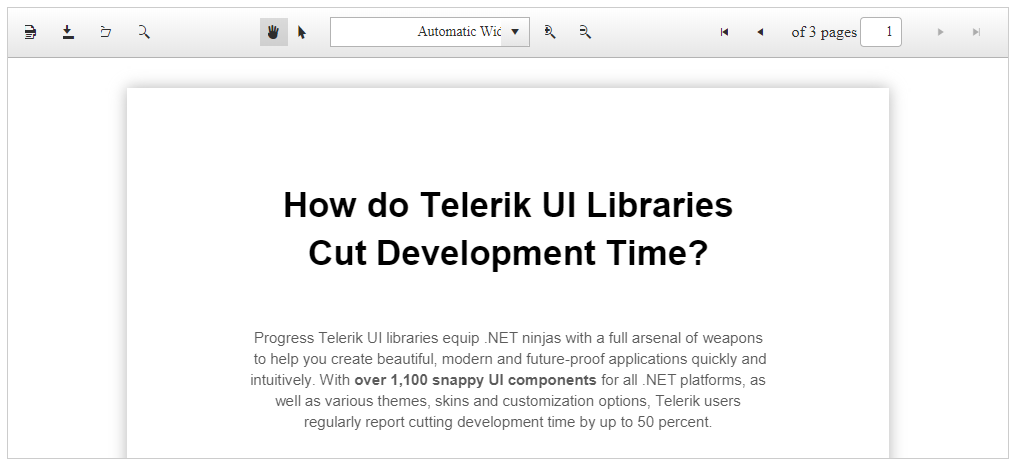 Automatic Wid
of 3 pages 1
How do Telerik UI Libraries
Cut Development Time?
Progress Telerik UI libraries equip .NET ninjas with a full arsenal of weapons
to help you create beautiful, modern and future-proof applications quickly and
intuitively. With over 1,100 snappy UI components for all .NET platforms, as
well as various themes, skins and customization options, Telerik users
regularly report cutting development time by up to 50 percent.